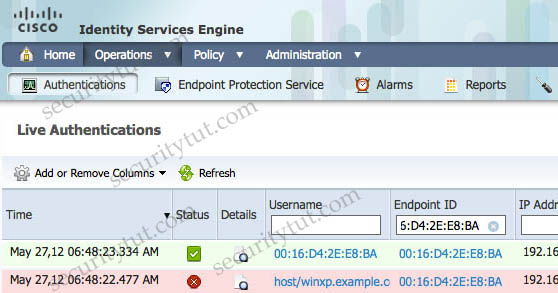 CISCO Identity Services Engine
Home Operations Policy Administration
Authentications Endpoint Protection Service Alarms Reports
Live Authentications
Add or Remove Columns Refresh
Time Status Details Username Endpoint ID IP Addr
6:D4:2E:E8:BA
May 27,12 06:48:23.334 AM 00:16:D4:2E:E8:BA 00:16:D4:2E:E8:BA 192.16
May 27,12 06:48:22.477 AM host/winxp.example.c 00:16:D4:2E:E8:BA 192.16
securitytut.com
securitytut.com
securitytut.com